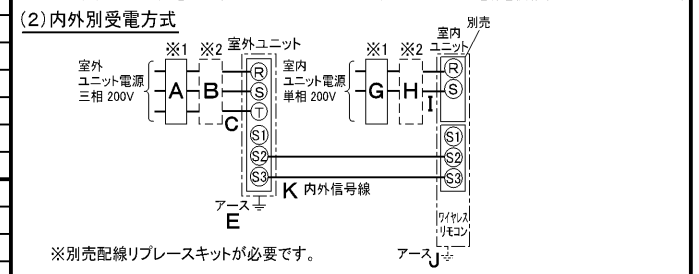 (2)内外別受電方式
別売
※1 ※2 室外ユニット
室外
ユニット電源
三相 200V
A B C
R
S
T
S1
S2
S3
アース
E
K 内外信号線
※1 ※2
室内
ユニット
室内
ユニット電源
単相 200V
G H I
R
S
S1
S2
S3
ワイヤレス
リモコン
アース J
※別売配線リプレースキットが必要です。